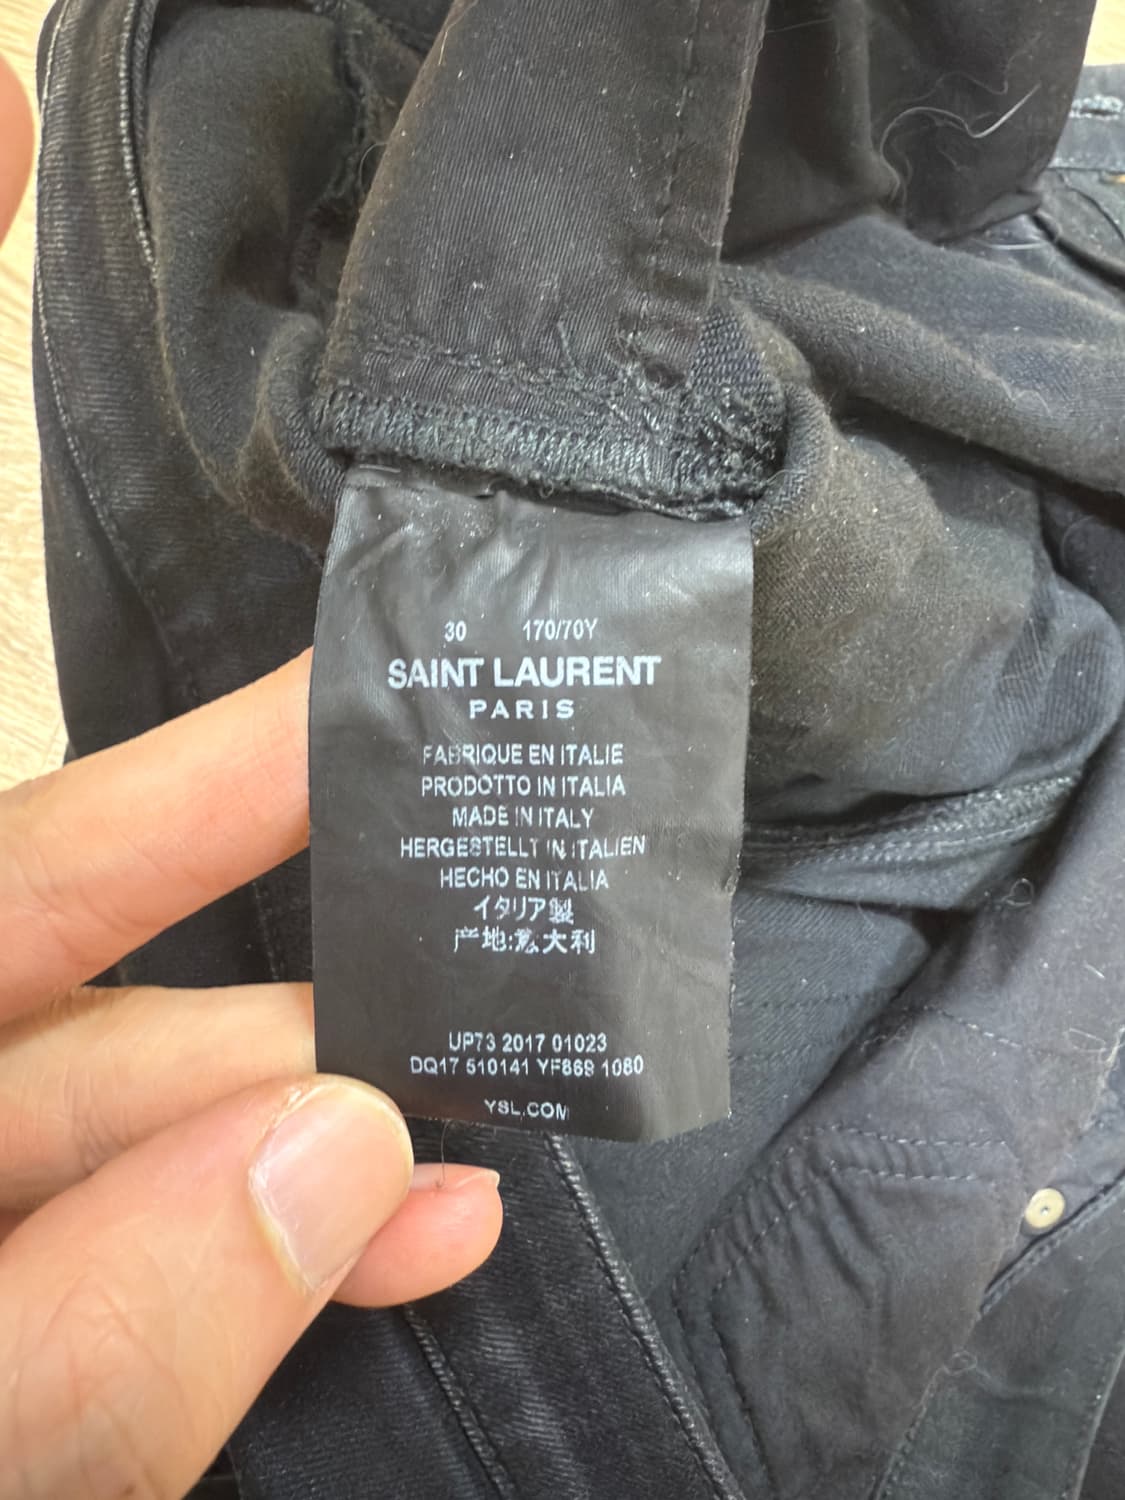 30 170/70Y
SAINT LAURENT
PARIS
FABRIQUE EN ITALIE
PRODOTTO IN ITALIA
MADE IN ITALY
HERGESTELLT IN ITALIEN
HECHO EN ITALIA
イタリア製
产地:意大利
UP73 2017 01023
DQ17 510141 YF869 1080
YSL.COM